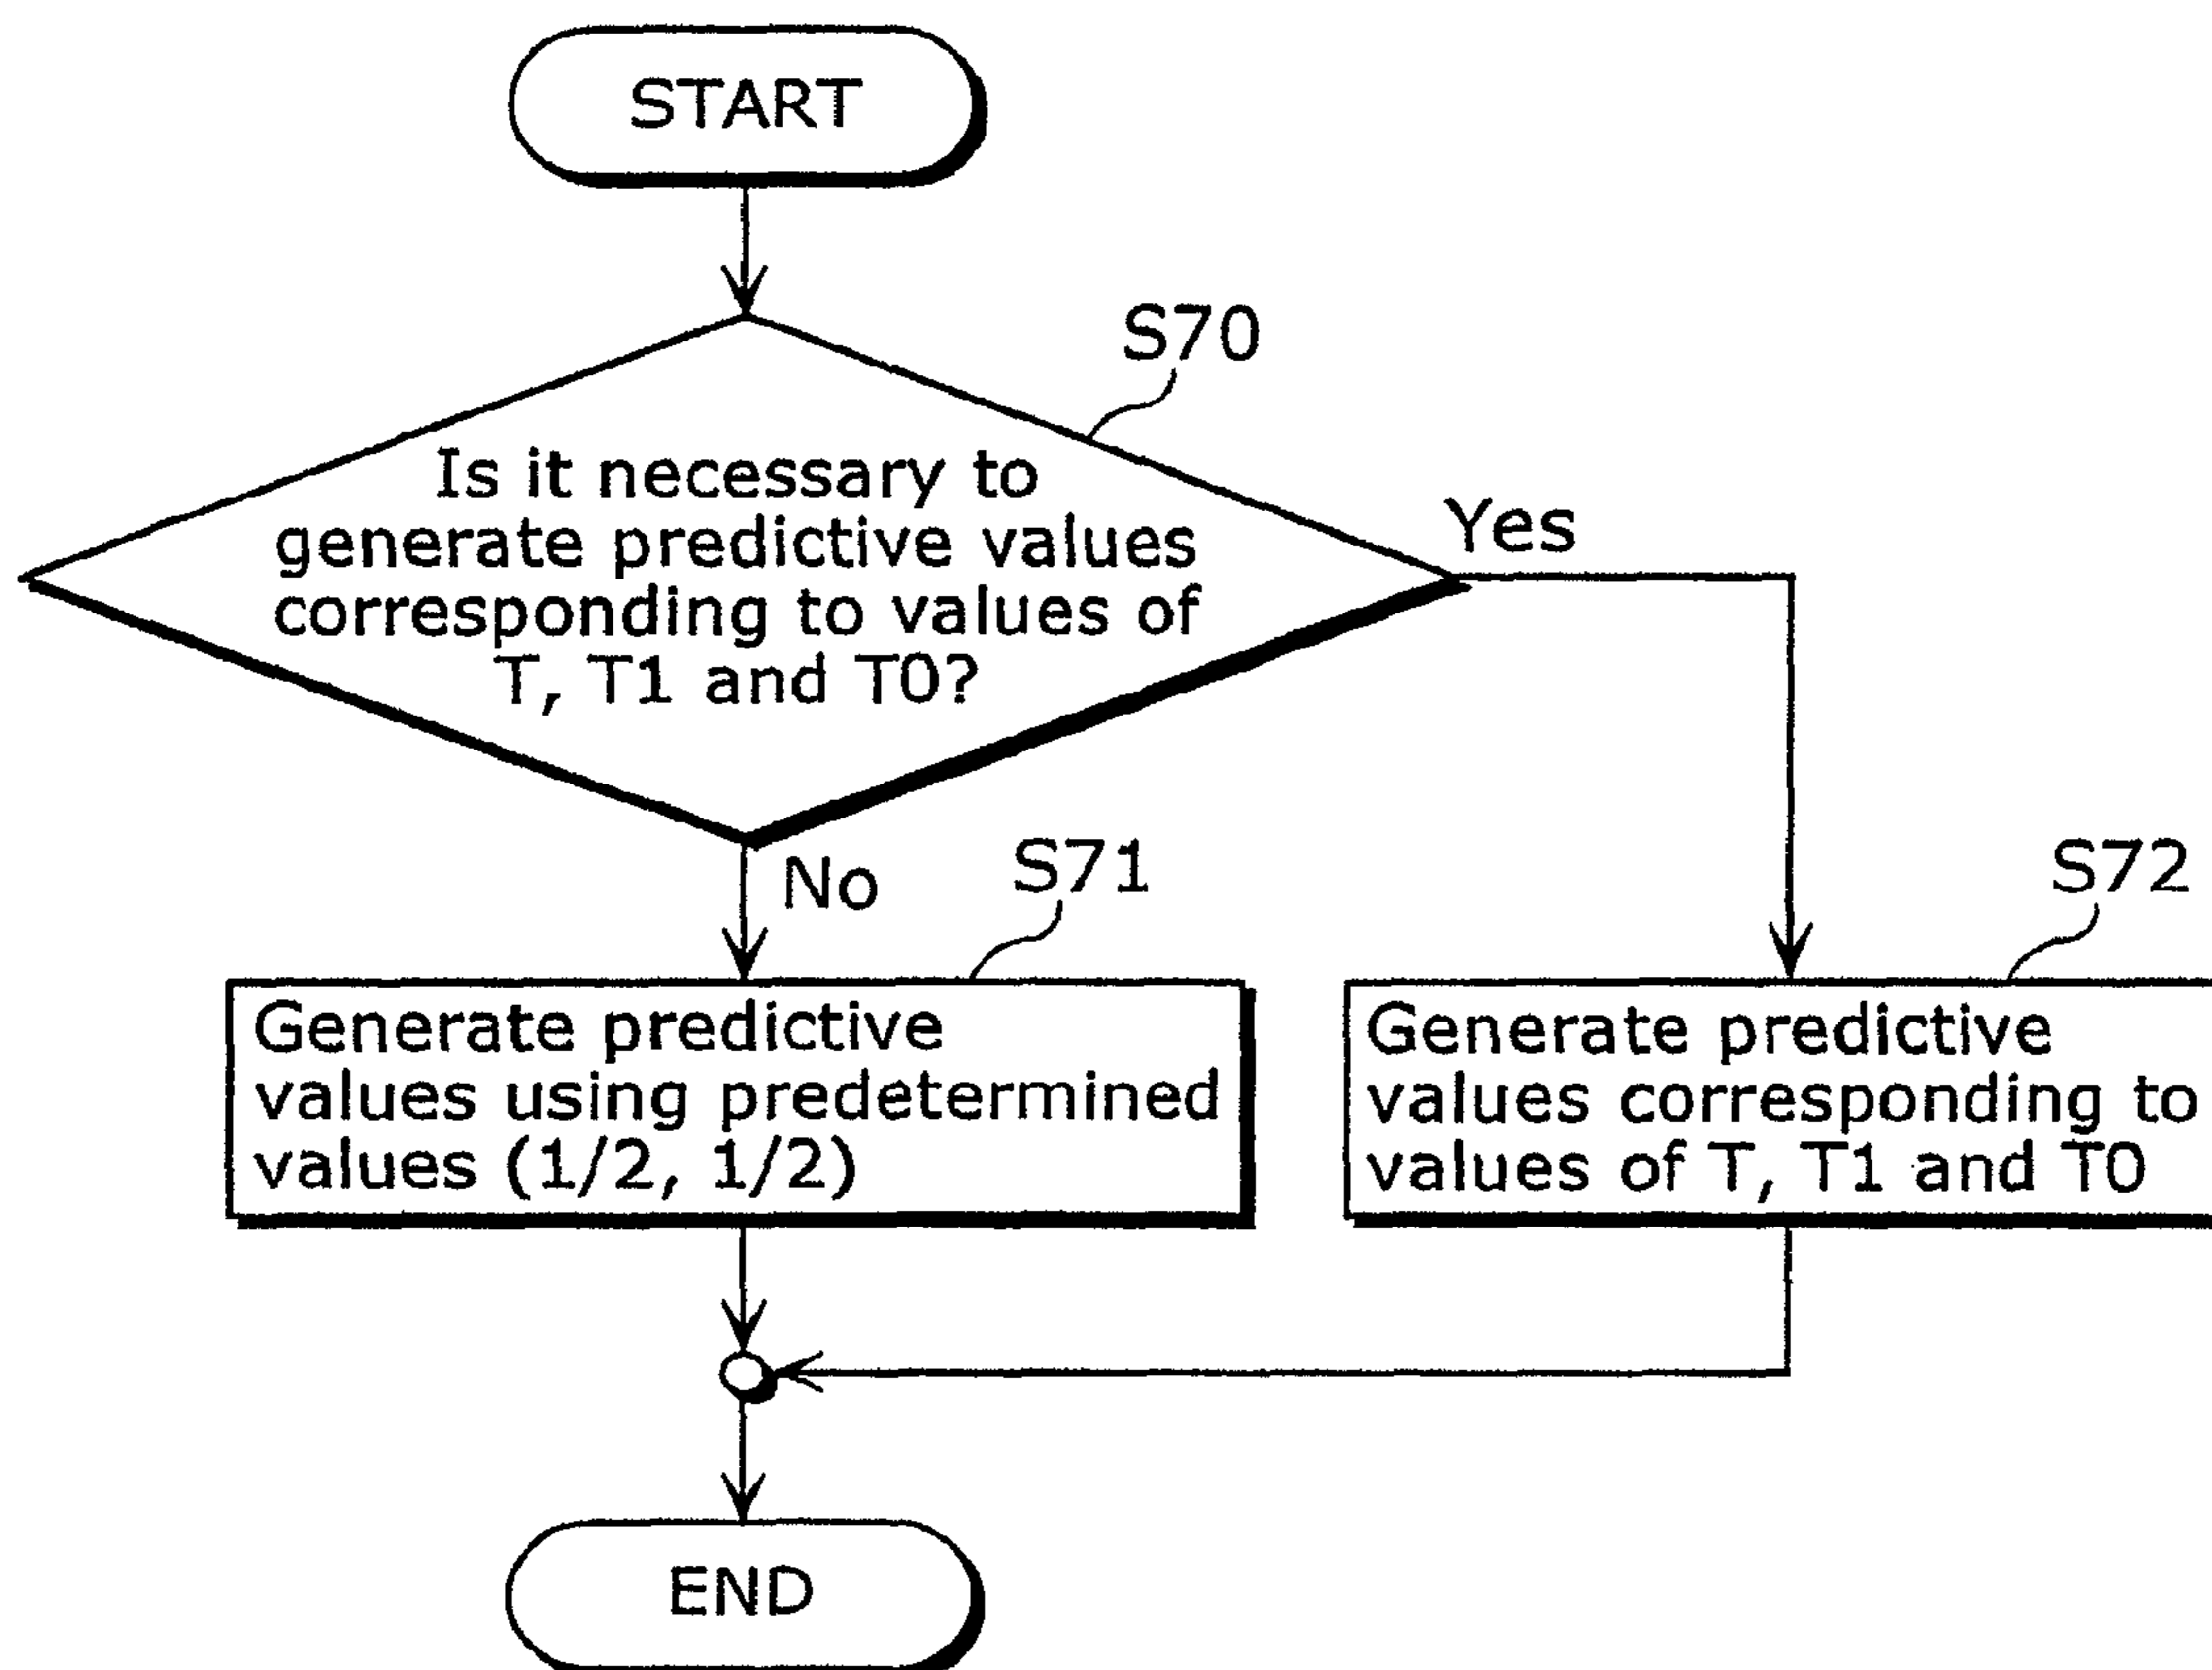 START
S70
Is it necessary to
generate predictive values
corresponding to values of
T, T1 and T0?
Yes
No
S71
S72
Generate predictive
values using predetermined
values (1/2, 1/2)
Generate predictive
values corresponding to
values of T, T1 and T0
END